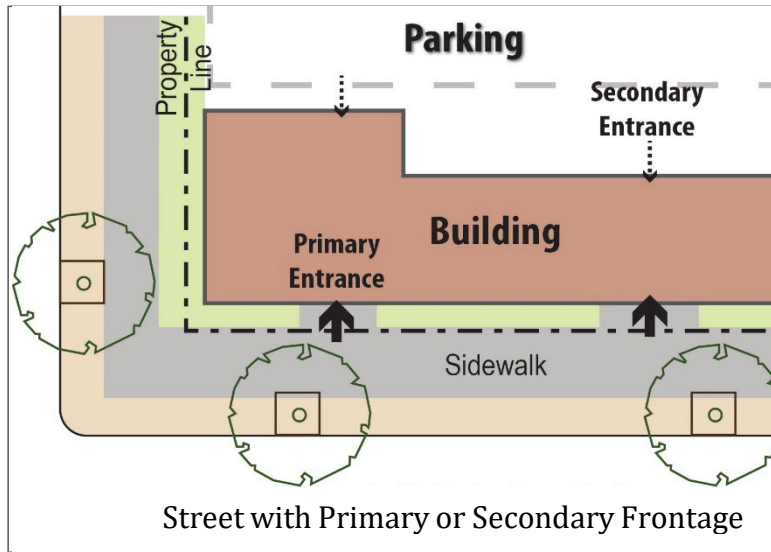 Parking
Property
Line
Secondary
Entrance
Building
Primary
Entrance
Sidewalk
Street with Primary or Secondary Frontage